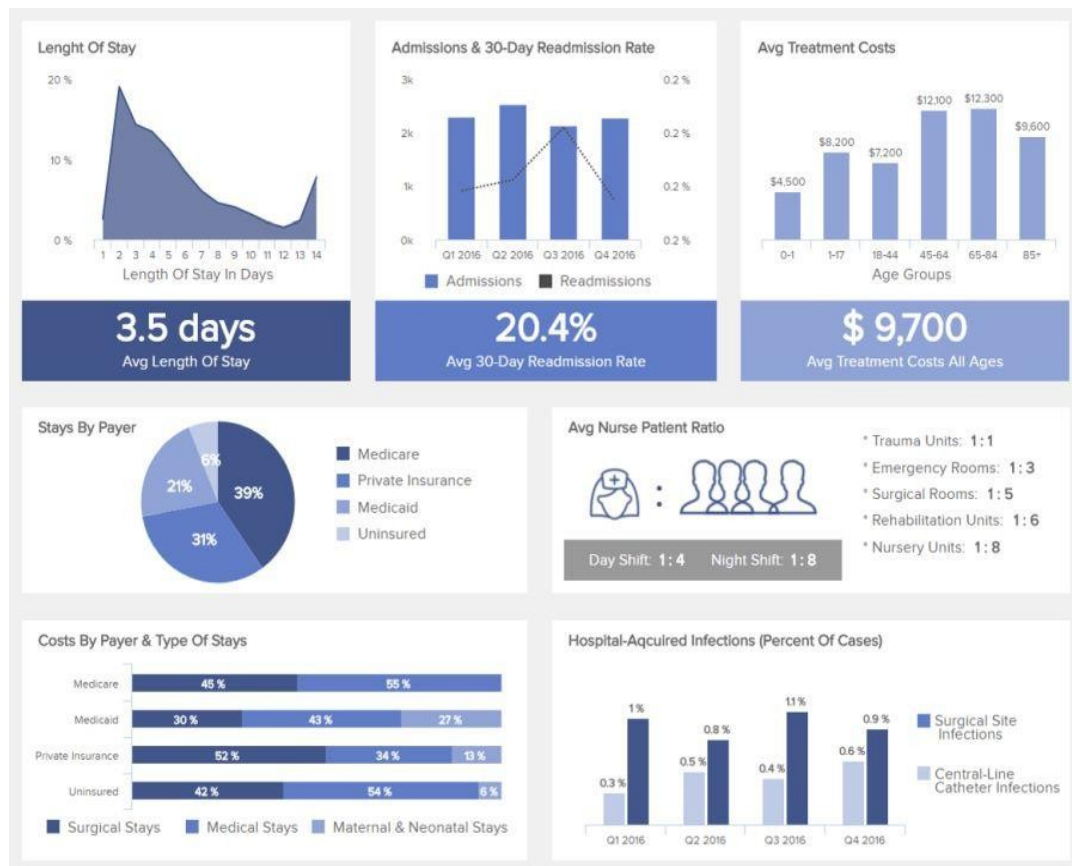 Lenght Of Stay
20 %
10 %
0 %
1 2 3 4 5 6 7 8 9 10 11 12 13 14
Length Of Stay In Days
3.5 days
Avg Length Of Stay
Admissions & 30-Day Readmission Rate
3k 0.2 %
2k 0.2 %
1k 0.2 %
0k 0.2 %
Q1 2016 Q2 2016 Q3 2016 Q4 2016
Admissions Readmissions
20.4%
Avg 30-Day Readmission Rate
Avg Treatment Costs
$4,500 $8,200 $7,200 $12,100 $12,300 $9,600
0-1 1-17 18-44 45-64 65-84 85+
Age Groups
$ 9,700
Avg Treatment Costs All Ages
Stays By Payer
6%
21% 39%
31%
Medicare
Private Insurance
Medicaid
Uninsured
Avg Nurse Patient Ratio
:
Day Shift: 1 : 4 Night Shift: 1 : 8
* Trauma Units: 1 : 1
* Emergency Rooms: 1 : 3
* Surgical Rooms: 1 : 5
* Rehabilitation Units: 1 : 6
* Nursery Units: 1 : 8
Costs By Payer & Type Of Stays
Medicare 45 % 55 %
Medicaid 30 % 43 % 27 %
Private Insurance 52 % 34 % 13 %
Uninsured 42 % 54 % 6 %
Surgical Stays Medical Stays Maternal & Neonatal Stays
Hospital-Aqcuired Infections (Percent Of Cases)
0.3 % 1 % 0.5 % 0.8 % 0.4 % 1.1 % 0.6 % 0.9 %
Q1 2016 Q2 2016 Q3 2016 Q4 2016
Surgical Site
Infections
Central-Line
Catheter Infections